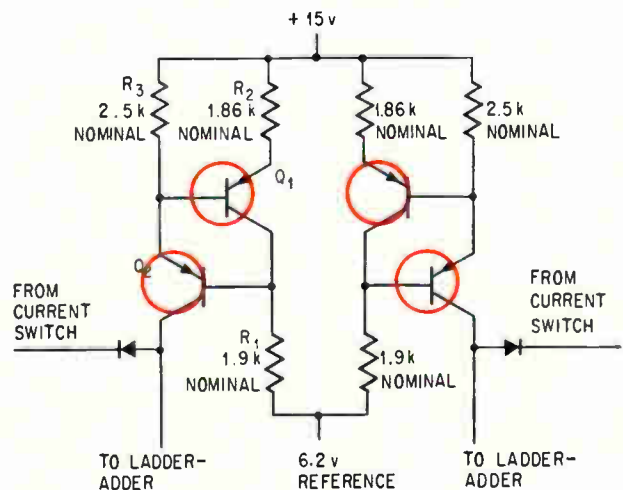 + 15 v
R3
2.5 k
NOMINAL
R2
1.86 k
NOMINAL
1.86 k
NOMINAL
2.5 k
NOMINAL
Q1
Q2
FROM
CURRENT
SWITCH
FROM
CURRENT
SWITCH
R1
1.9 k
NOMINAL
1.9 k
NOMINAL
TO LADDER-
ADDER
6.2 v
REFERENCE
TO LADDER-
ADDER